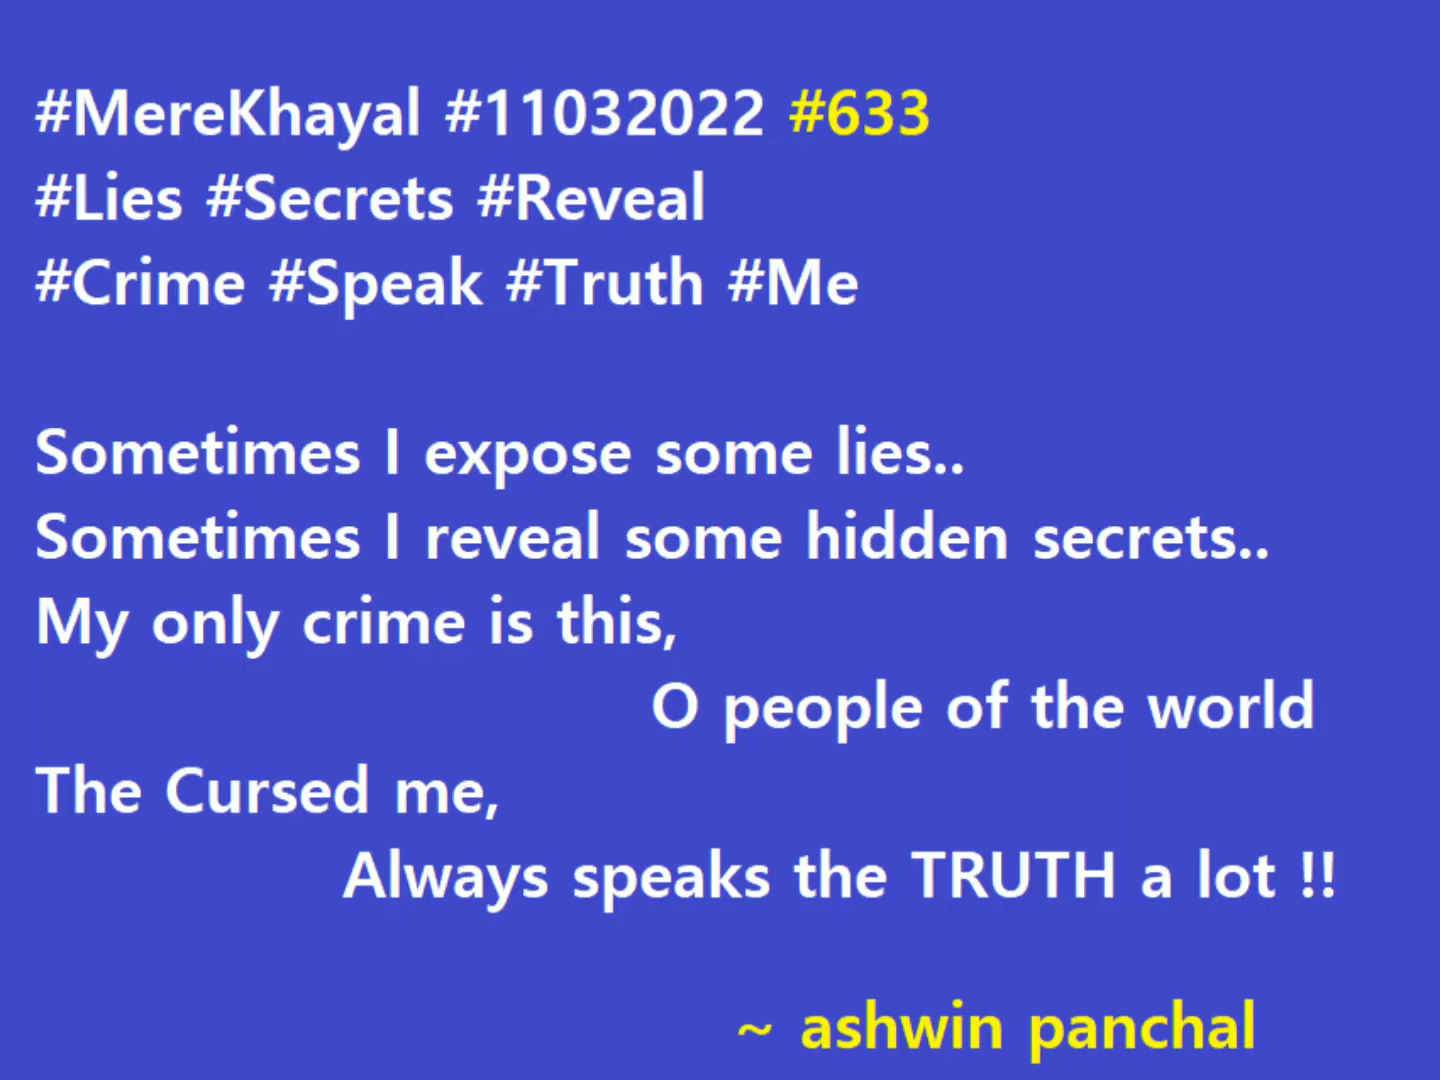 #MereKhayal #11032022 #633
#Lies #Secrets #Reveal
#Crime #Speak #Truth #Me
Sometimes I expose some lies..
Sometimes I reveal some hidden secrets..
My only crime is this,
O people of the world
The Cursed me,
Always speaks the TRUTH a lot !!
~ ashwin panchal